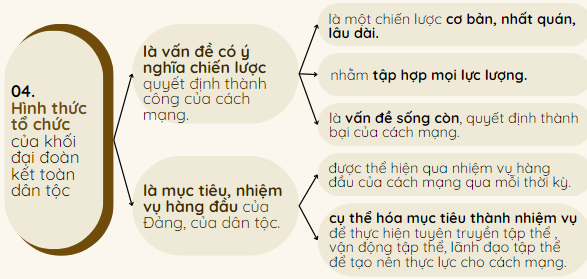 04.
Hình thức
tổ chức
của khối
đại đoàn
kết toàn
dân tộc
là vấn đề có ý
nghĩa chiến lược
quyết định thành
công của cách
mạng.
là một chiến lược cơ bản, nhất quán,
lâu dài.
nhằm tập hợp mọi lực lượng.
là vấn đề sống còn, quyết định thành
bại của cách mạng.
là mục tiêu, nhiệm
vụ hàng đầu của
Đảng, của dân tộc.
được thể hiện qua nhiệm vụ hàng
đầu của cách mạng qua mỗi thời kỳ.
cụ thể hóa mục tiêu thành nhiệm vụ
để thực hiện tuyên truyền tập thể ,
vận động tập thể, lãnh đạo tập thể
để tạo nên thực lực cho cách mạng.